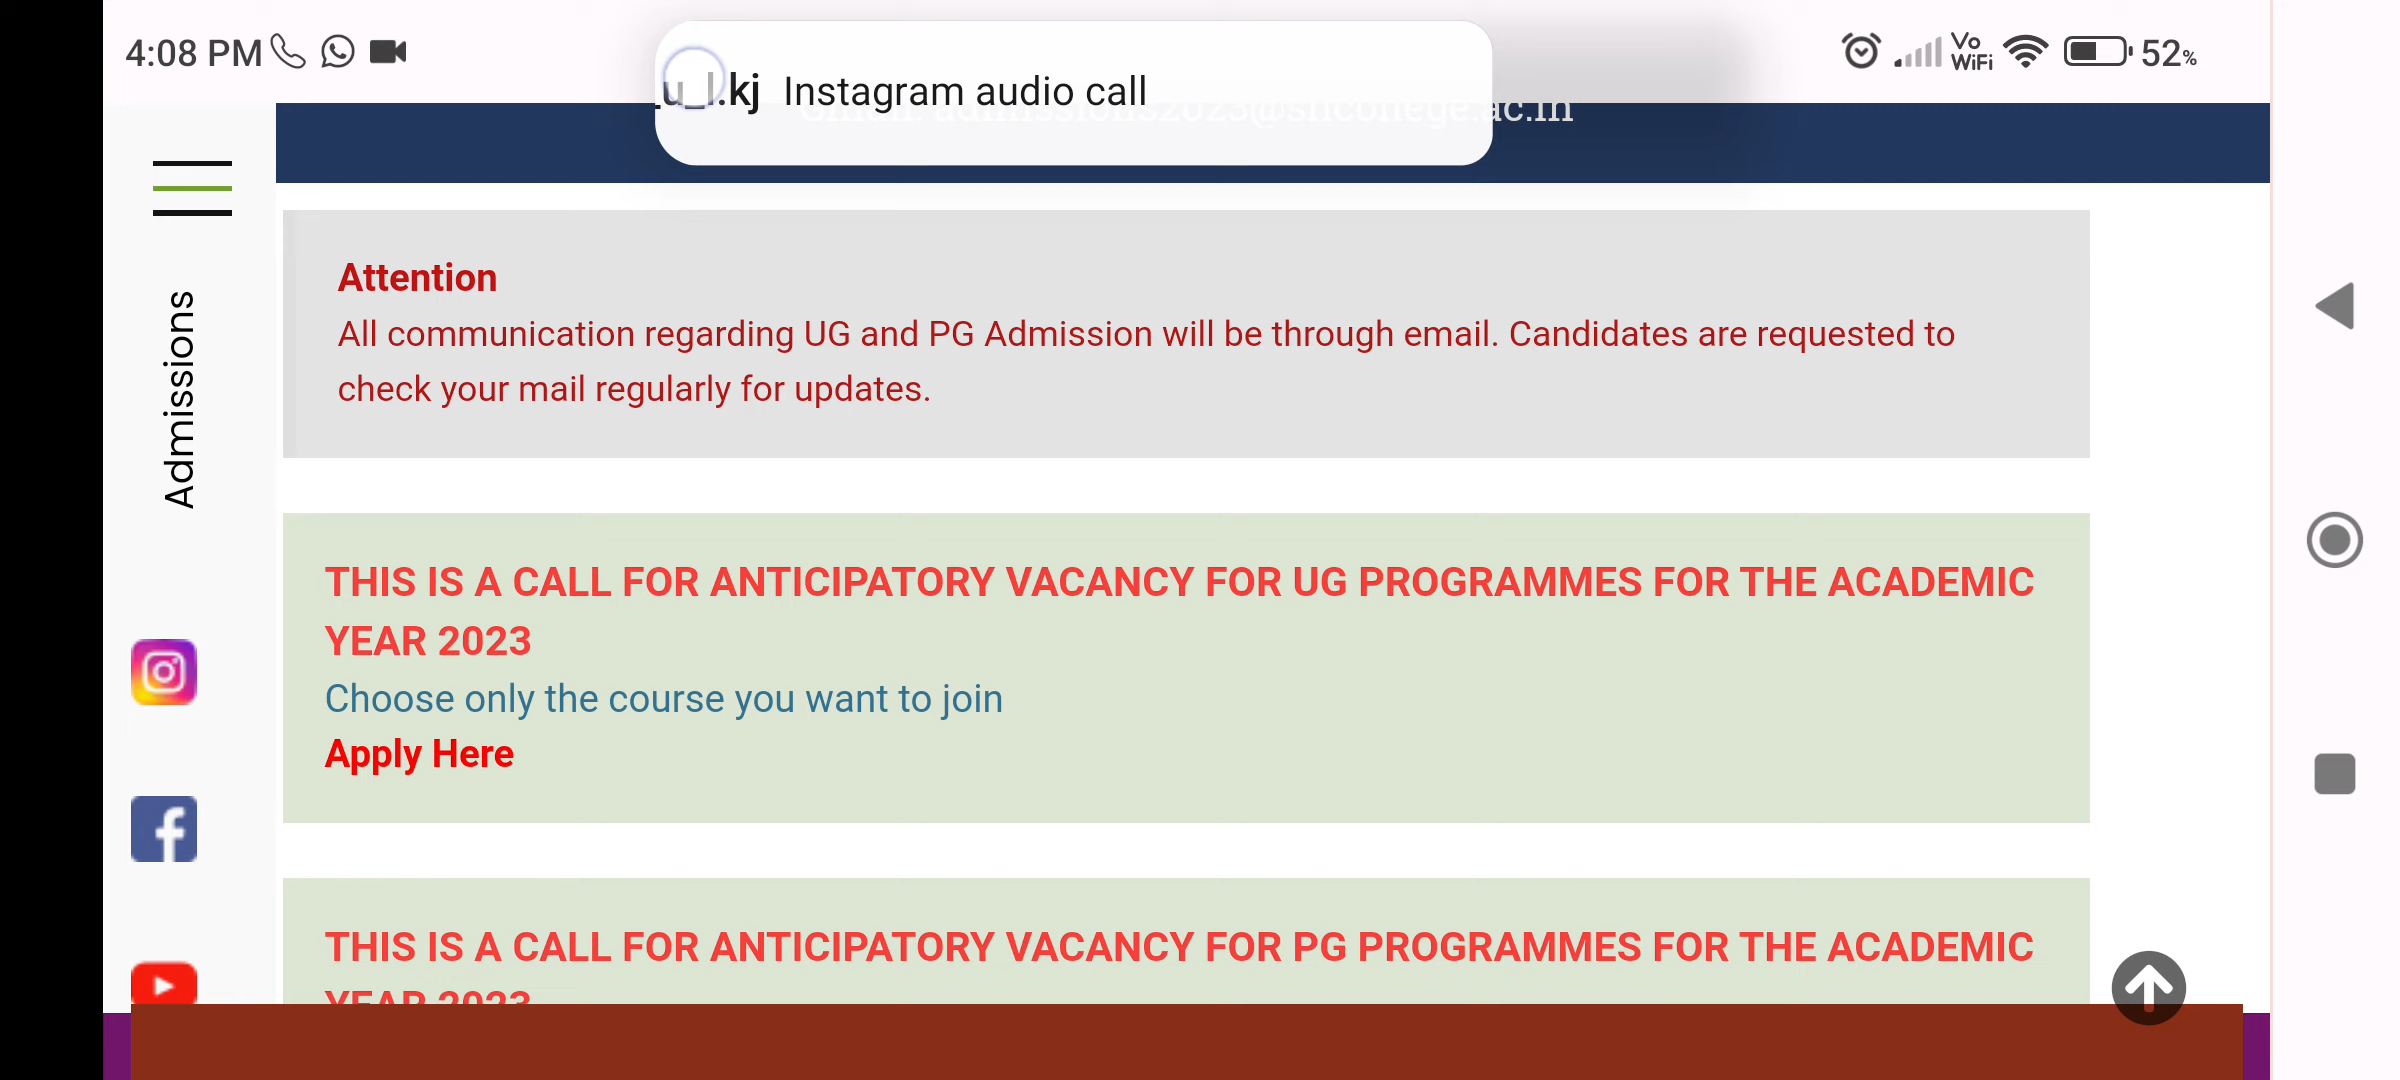 4:08 PM
Instagram audio call
Vo
WiFi
52%
Attention
All communication regarding UG and PG Admission will be through email. Candidates are requested to
check your mail regularly for updates.
Admissions
THIS IS A CALL FOR ANTICIPATORY VACANCY FOR UG PROGRAMMES FOR THE ACADEMIC
YEAR 2023
Choose only the course you want to join
Apply Here
THIS IS A CALL FOR ANTICIPATORY VACANCY FOR PG PROGRAMMES FOR THE ACADEMIC
YEAR 2023